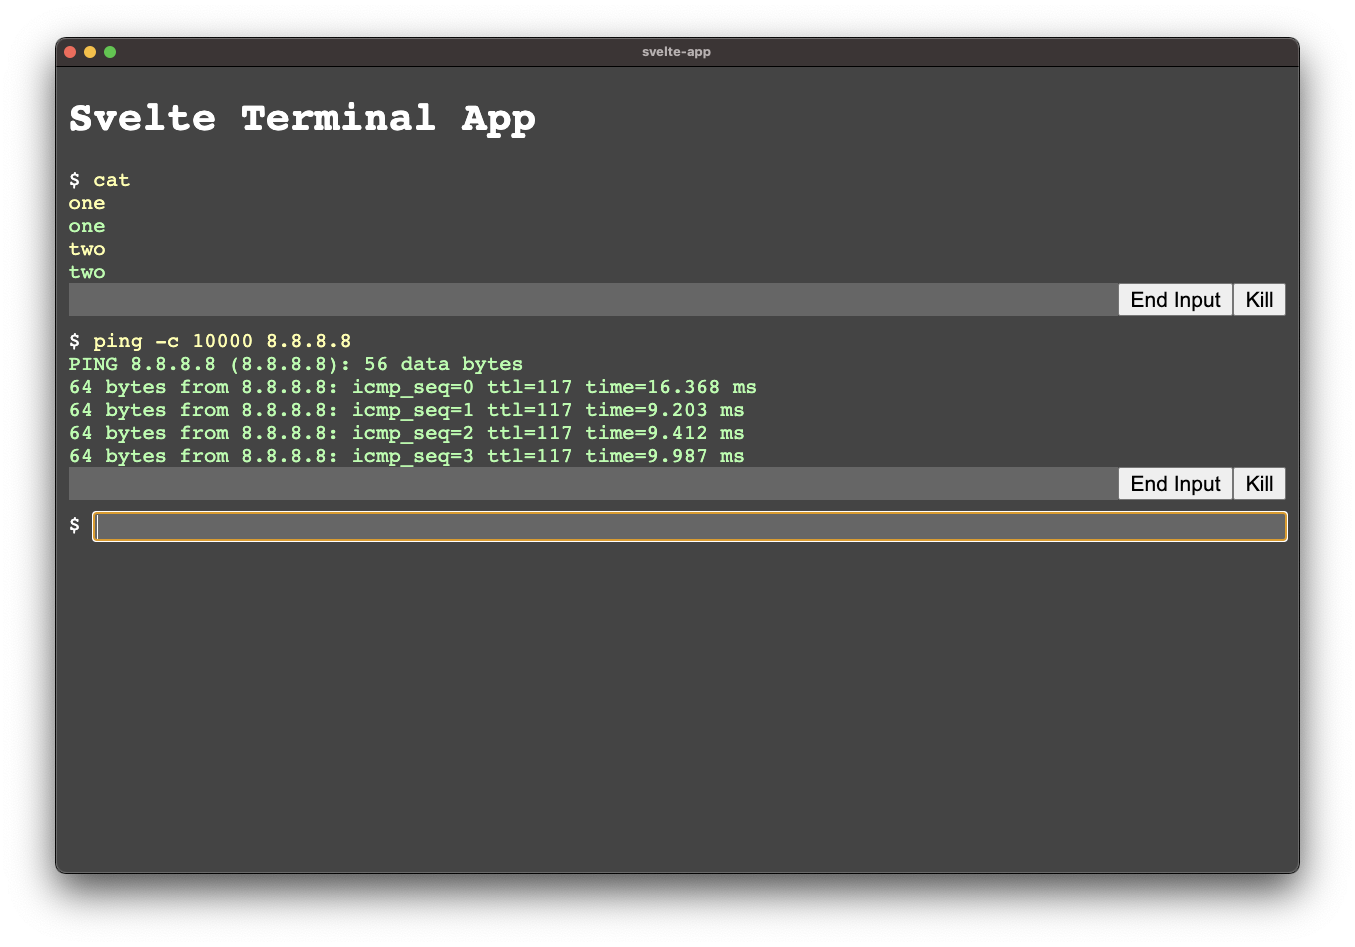 svelte-app
Svelte Terminal App
$ cat
one
one
two
two
End Input Kill
$ ping -c 10000 8.8.8.8
PING 8.8.8.8 (8.8.8.8): 56 data bytes
64 bytes from 8.8.8.8: icmp_seq=0 ttl=117 time=16.368 ms
64 bytes from 8.8.8.8: icmp_seq=1 ttl=117 time=9.203 ms
64 bytes from 8.8.8.8: icmp_seq=2 ttl=117 time=9.412 ms
64 bytes from 8.8.8.8: icmp_seq=3 ttl=117 time=9.987 ms
End Input Kill
$